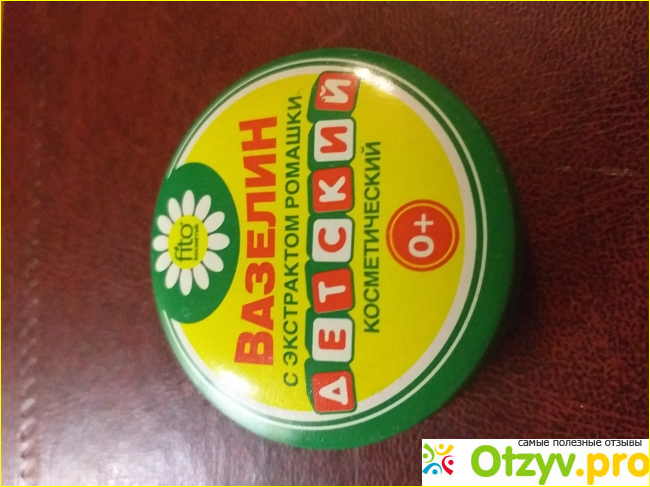 fito
ВАЗЕЛИН
С ЭКСТРАКТОМ РОМАШКИ
ДЕТСКИЙ
КОСМЕТИЧЕСКИЙ
0+
самые полезные отзывы
Otzyv.pro